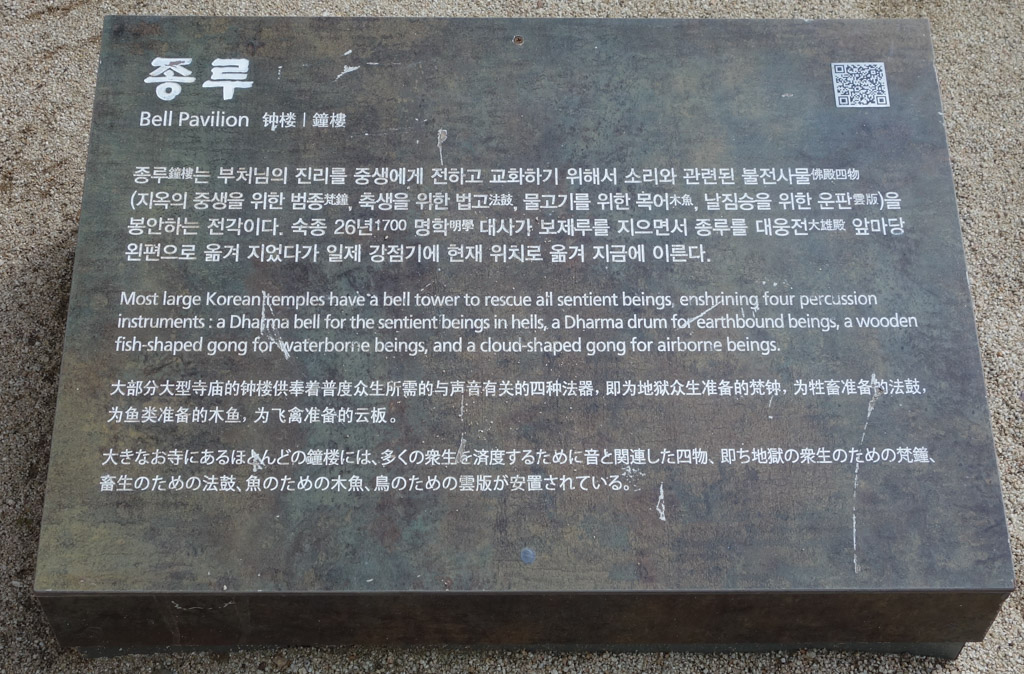 종루
Bell Pavilion 钟楼 | 鐘樓
종루鐘樓는 부처님의 진리를 중생에게 전하고 교화하기 위해서 소리와 관련된 불전사물佛殿四物
(지옥의 중생을 위한 범종梵鐘, 축생을 위한 법고法鼓, 물고기를 위한 목어木魚, 날짐승을 위한 운판雲版)을
봉안하는 전각이다. 숙종 26년1700 명학明學 대사가 보제루를 지으면서 종루를 대웅전大雄殿 앞마당
왼편으로 옮겨 지었다가 일제 강점기에 현재 위치로 옮겨 지금에 이른다.
Most large Korean temples have a bell tower to rescue all sentient beings, enshrining four percussion
instruments : a Dharma bell for the sentient beings in hells, a Dharma drum for earthbound beings, a wooden
fish-shaped gong for waterborne beings, and a cloud-shaped gong for airborne beings.
大部分大型寺庙的钟楼供奉着普度众生所需的与声音有关的四种法器，即为地狱众生准备的梵钟，为牲畜准备的法鼓，
为鱼类准备的木鱼，为飞禽准备的云板。
大きなお寺にあるほとんどの鐘楼には、多くの衆生を済度するために音と関連した四物、即ち地獄の衆生のための梵鐘、
畜生のための法鼓、魚のための木魚、鳥のための雲版が安置されている。